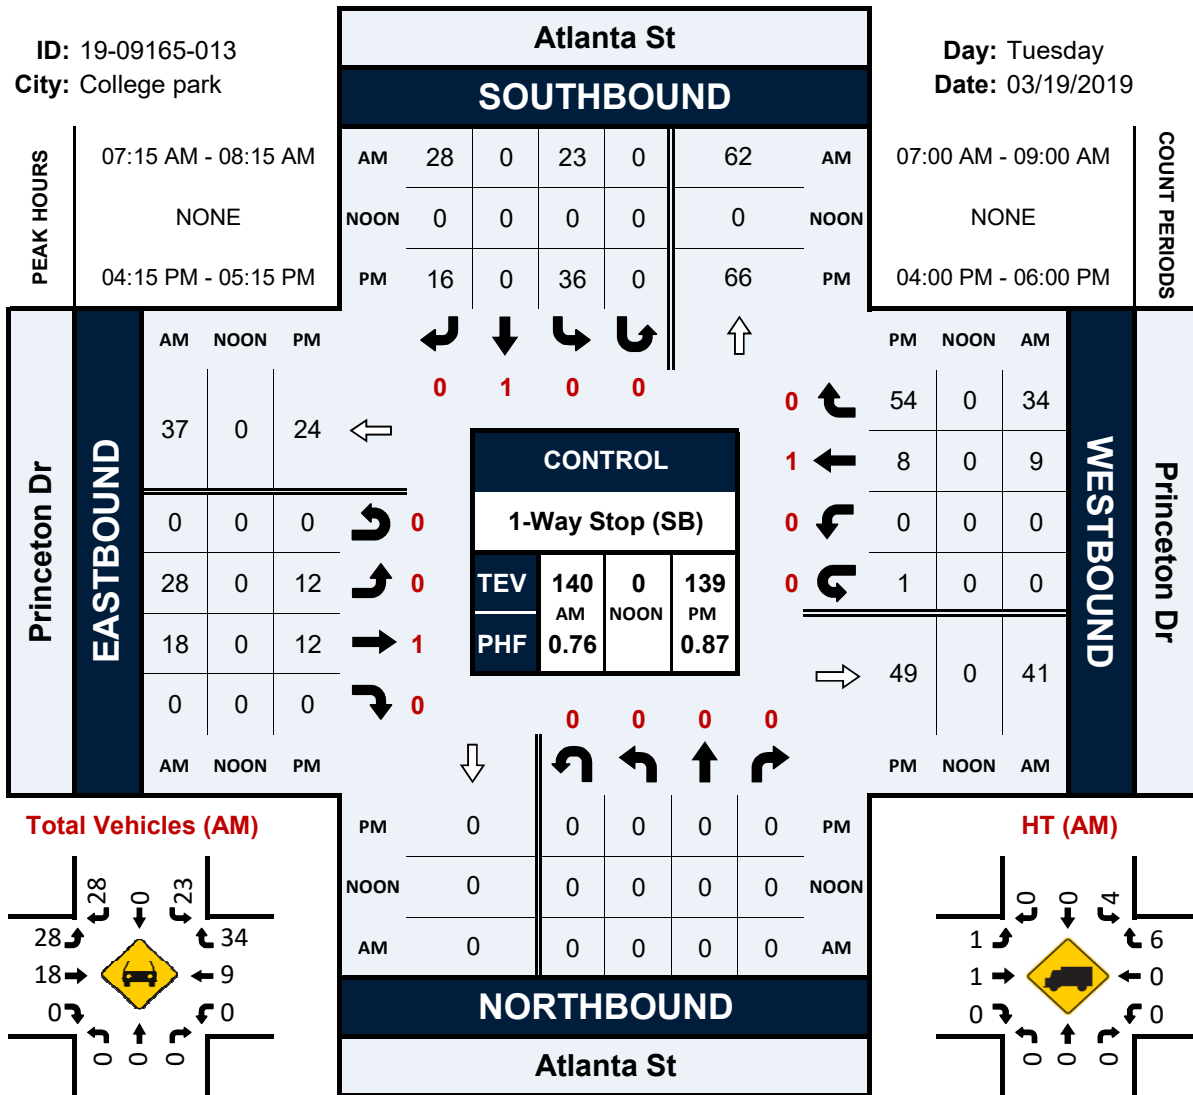 Atlanta St
ID: 19-09165-013
Day: Tuesday
City: College park
SOUTHBOUND
Date: 03/19/2019
PEAK HOURS
07:15 AM - 08:15 AM
AM 28 0 23 0 62 AM
07:00 AM - 09:00 AM
COUNT PERIODS
NONE
NOON 0 0 0 0 0 NOON
NONE
04:15 PM - 05:15 PM
PM 16 0 36 0 66 PM
04:00 PM - 06:00 PM
AM NOON PM
PM NOON AM
0 1 0 0
Princeton Dr
EASTBOUND
37 0 24
0 0 0 0
28 0 12 0
18 0 12 1
0 0 0 0
AM NOON PM
CONTROL
1-Way Stop (SB)
TEV 140 0 139
AM NOON PM
PHF 0.76 0.87
0 54 0 34
1 8 0 9
0 0 0 0
0 1 0 0
49 0 41
PM NOON AM
WESTBOUND
Princeton Dr
0 0 0 0
PM 0 0 0 0 0 PM
NOON 0 0 0 0 0 NOON
AM 0 0 0 0 0 AM
NORTHBOUND
Atlanta St
Total Vehicles (AM)
28 0 23
28 34
18 9
0 0
0 0 0
HT (AM)
0 0 4
1 6
1 0
0 0
0 0 0